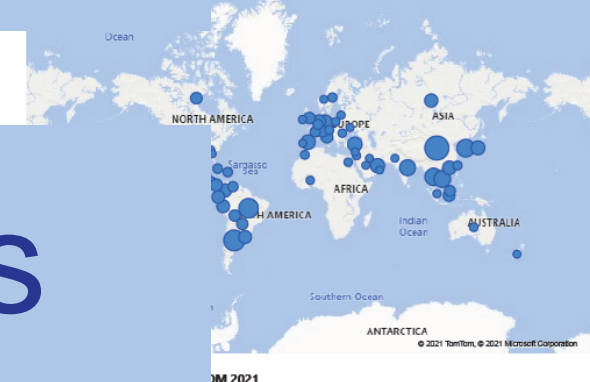 Ocean
NORTH AMERICA
EUROPE
ASIA
Sargasso
Sea
AFRICA
H AMERICA
Indian
Ocean
AUSTRALIA
s
Southern Ocean
ANTARCTICA
© 2021 TomTom, © 2021 Microsoft Corporation
OM 2021